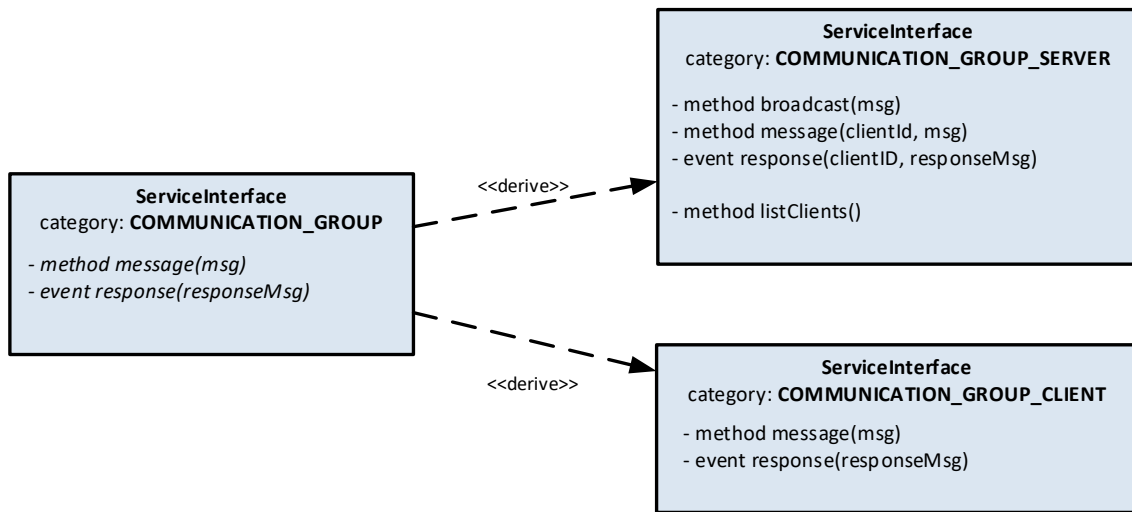 ServiceInterface
category: COMMUNICATION_GROUP
- method message(msg)
- event response(responseMsg)
<<derive>>
<<derive>>
ServiceInterface
category: COMMUNICATION_GROUP_SERVER
- method broadcast(msg)
- method message(clientId, msg)
- event response(clientID, responseMsg)
- method listClients()
ServiceInterface
category: COMMUNICATION_GROUP_CLIENT
- method message(msg)
- event response(responseMsg)